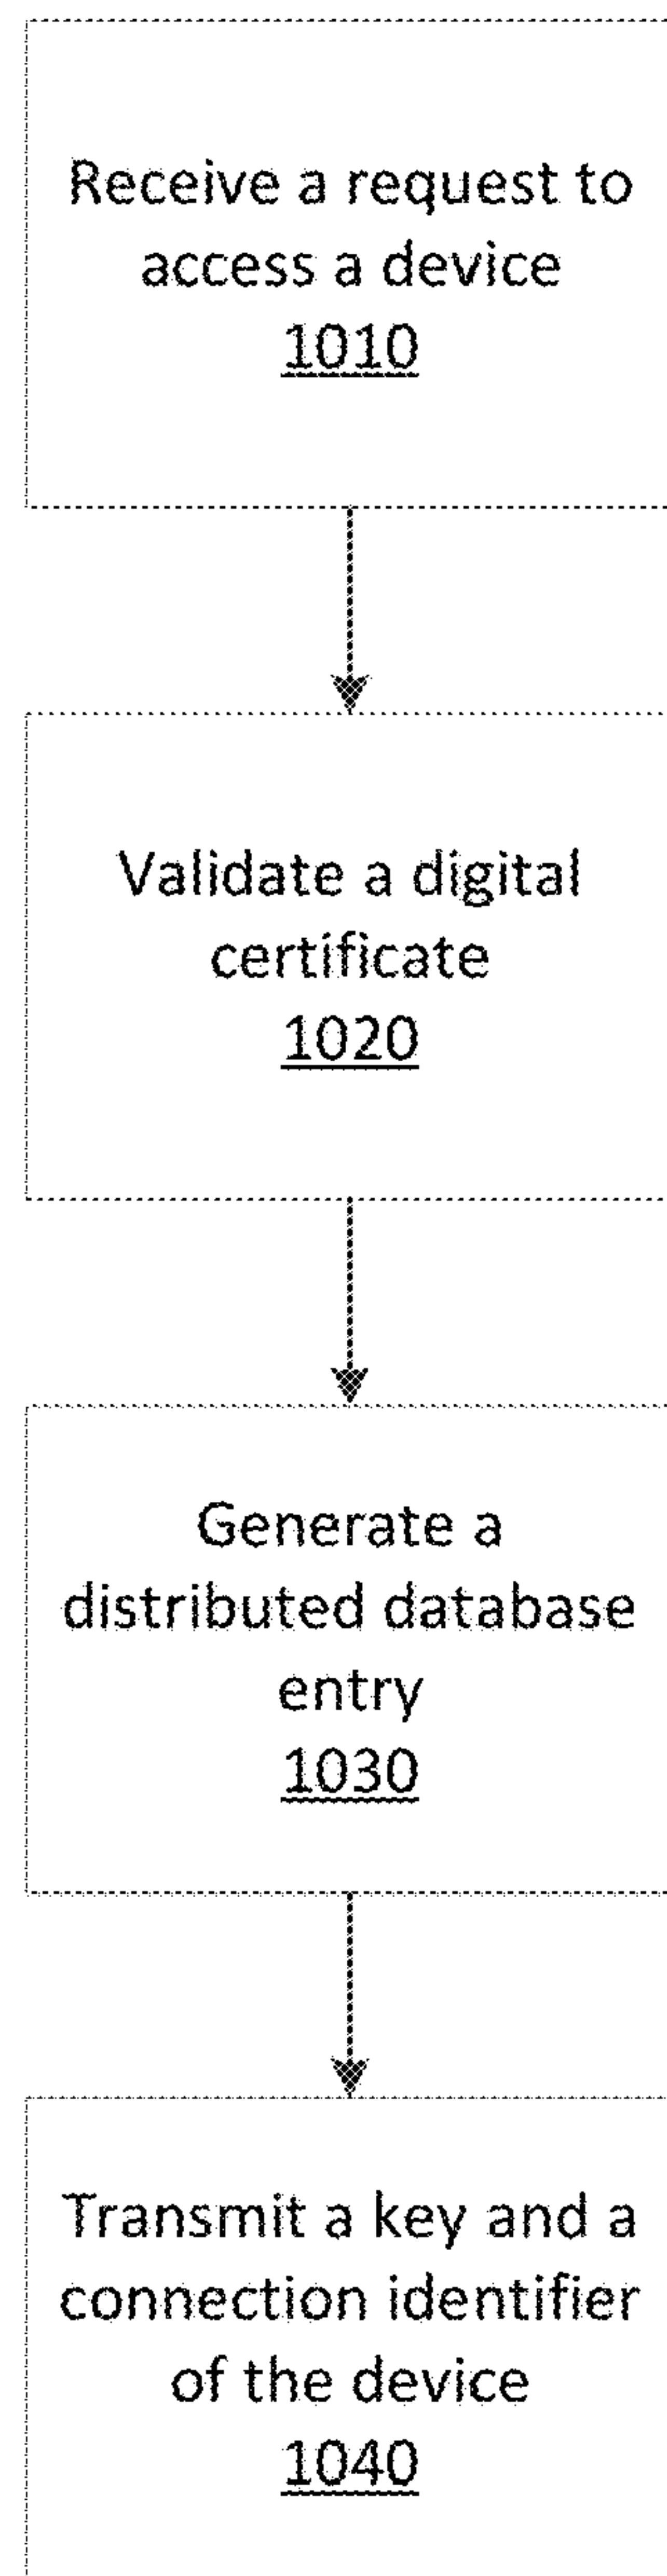 Receive a request to
access a device
1010
Validate a digital
certificate
1020
Generate a
distributed database
entry
1030
Transmit a key and a
connection identifier
of the device
1040